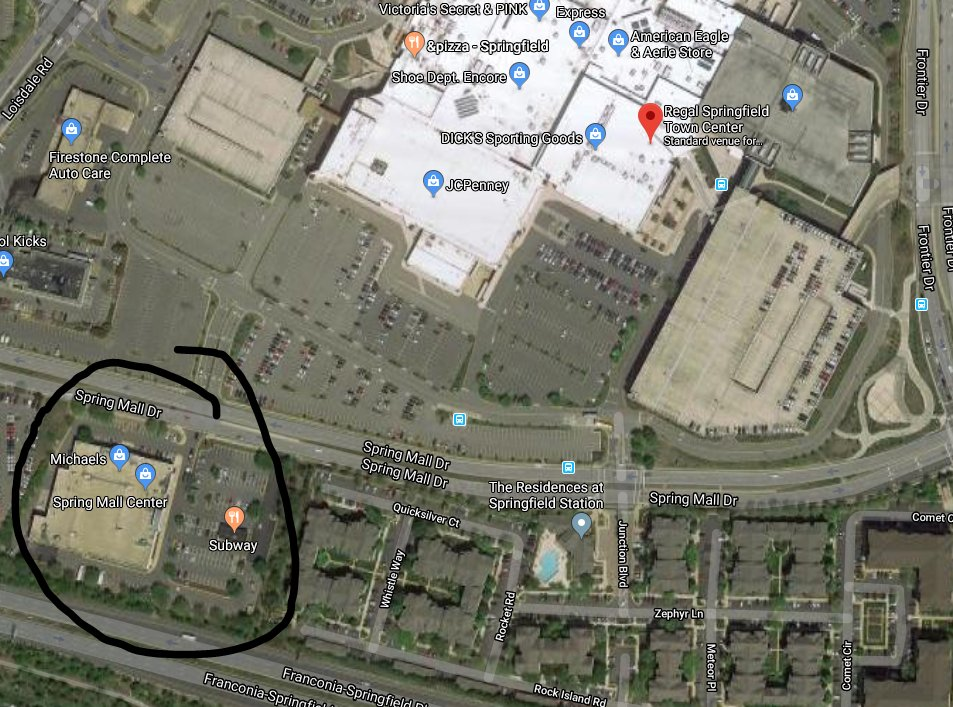 Victoria's Secret & PINK
Express
&pizza - Springfield
American Eagle
& Aerie Store
Shoe Dept. Encore
Loisdale Rd
Frontier Dr
Regal Springfield
Town Center
Standard venue for...
DICK'S Sporting Goods
Firestone Complete
Auto Care
JCPenney
Frontier Dr
Frontier Dr
ol Kicks
Spring Mall Dr
Spring Mall Dr
Spring Mall Dr
Michaels
Spring Mall Center
Subway
The Residences at
Springfield Station
Spring Mall Dr
Quicksilver Ct
Comet C
Junction Blvd
Whistle Way
Rocket Rd
Zephyr Ln
Meteor Pl
Comet Cir
Franconia-Springfield P
Franconia-Springfield
Rock Island Rd